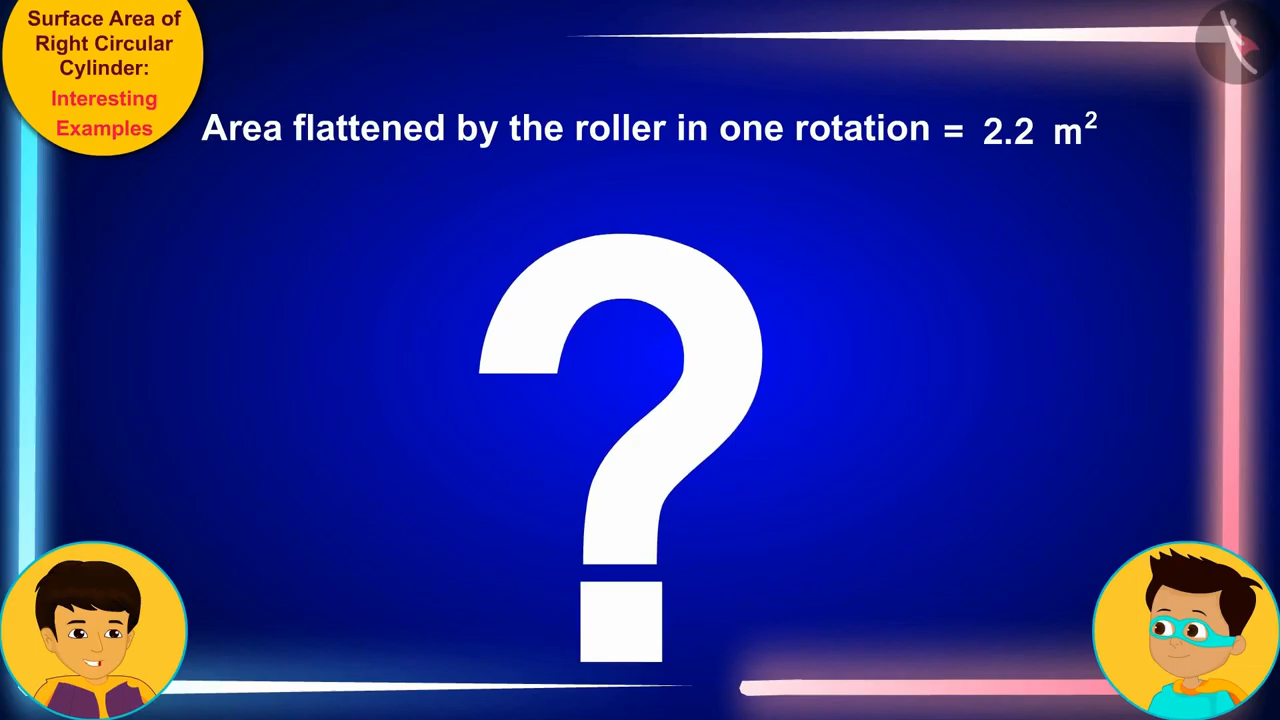 Surface Area of
Right Circular
Cylinder:
Interesting
Examples
Area flattened by the roller in one rotation = 2.2 m²
?